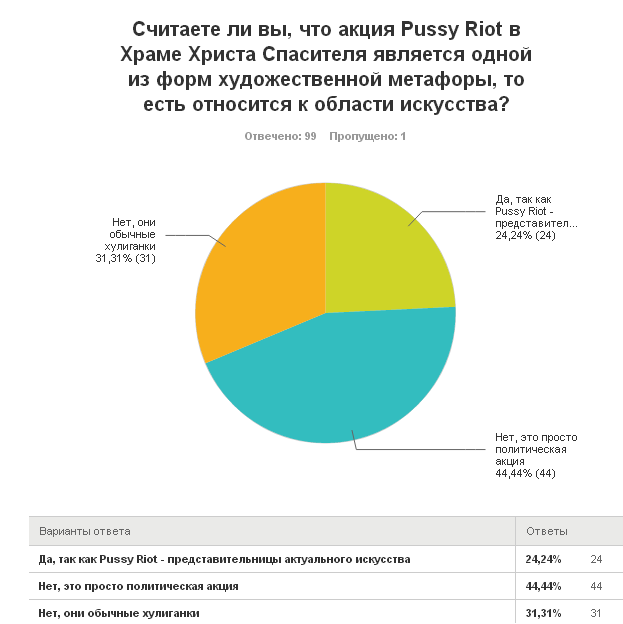 Считаете ли вы, что акция Pussy Riot в
Храме Христа Спасителя является одной
из форм художественной метафоры, то
есть относится к области искусства?
Отвечено: 99 Пропущено: 1
Нет, они
обычные
хулиганки
31,31% (31)
Да, так как
Pussy Riot -
представител...
24,24% (24)
Нет, это просто
политическая
акция
44,44% (44)
Варианты ответа Ответы
Да, так как Pussy Riot - представительницы актуального искусства 24,24% 24
Нет, это просто политическая акция 44,44% 44
Нет, они обычные хулиганки 31,31% 31